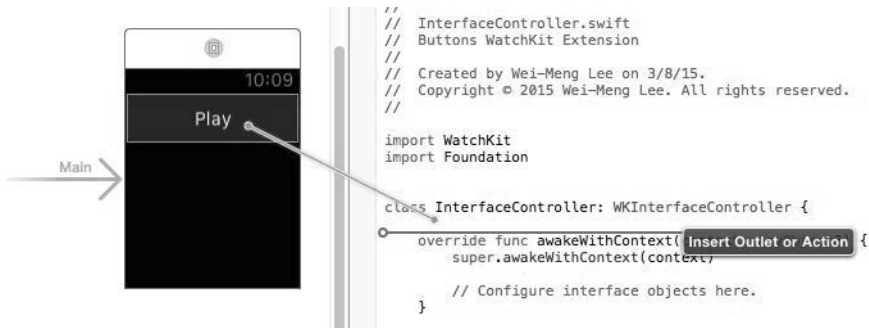 10:09
Play
Main
//
// InterfaceController.swift
// Buttons WatchKit Extension
//
// Created by Wei-Meng Lee on 3/8/15.
// Copyright © 2015 Wei-Meng Lee. All rights reserved.
//
import WatchKit
import Foundation
class InterfaceController: WKInterfaceController {
override func awakeWithContext( {
Insert Outlet or Action
super.awakeWithContext(context)
// Configure interface objects here.
}